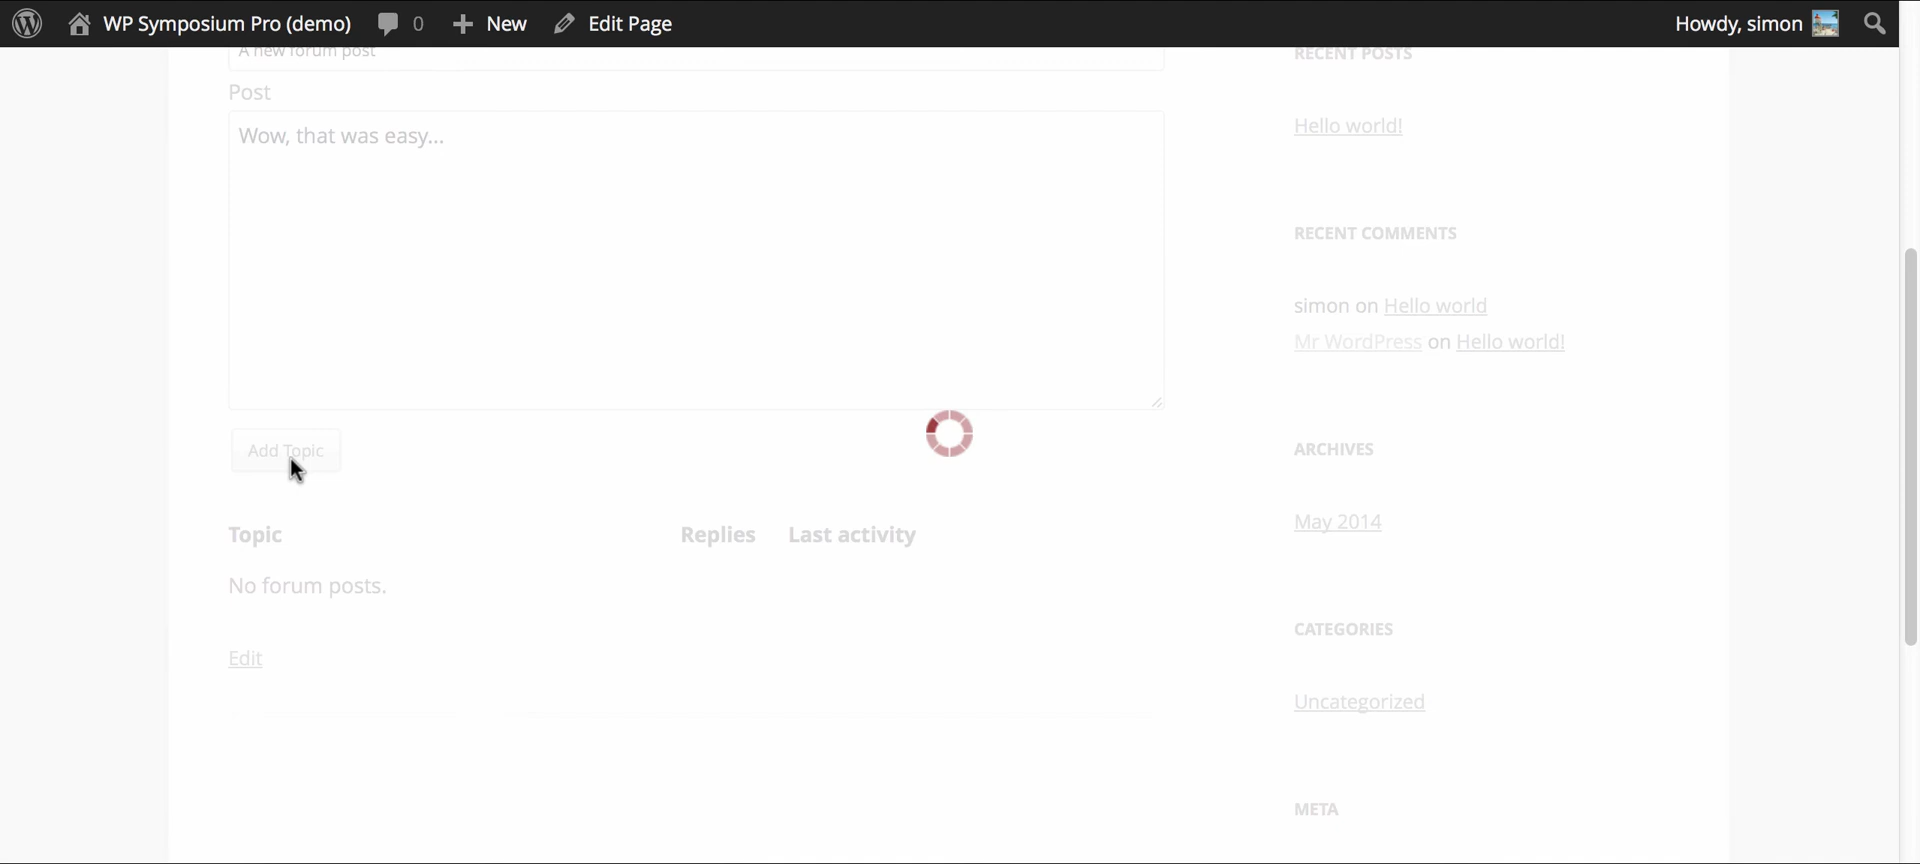 WP Symposium Pro (demo) 0 New Edit Page Howdy, simon
A new forum post
Post
Wow, that was easy...
Add Topic
Topic Replies Last activity
No forum posts.
Edit
RECENT POSTS
Hello world!
RECENT COMMENTS
simon on Hello world
Mr WordPress on Hello world!
ARCHIVES
May 2014
CATEGORIES
Uncategorized
META